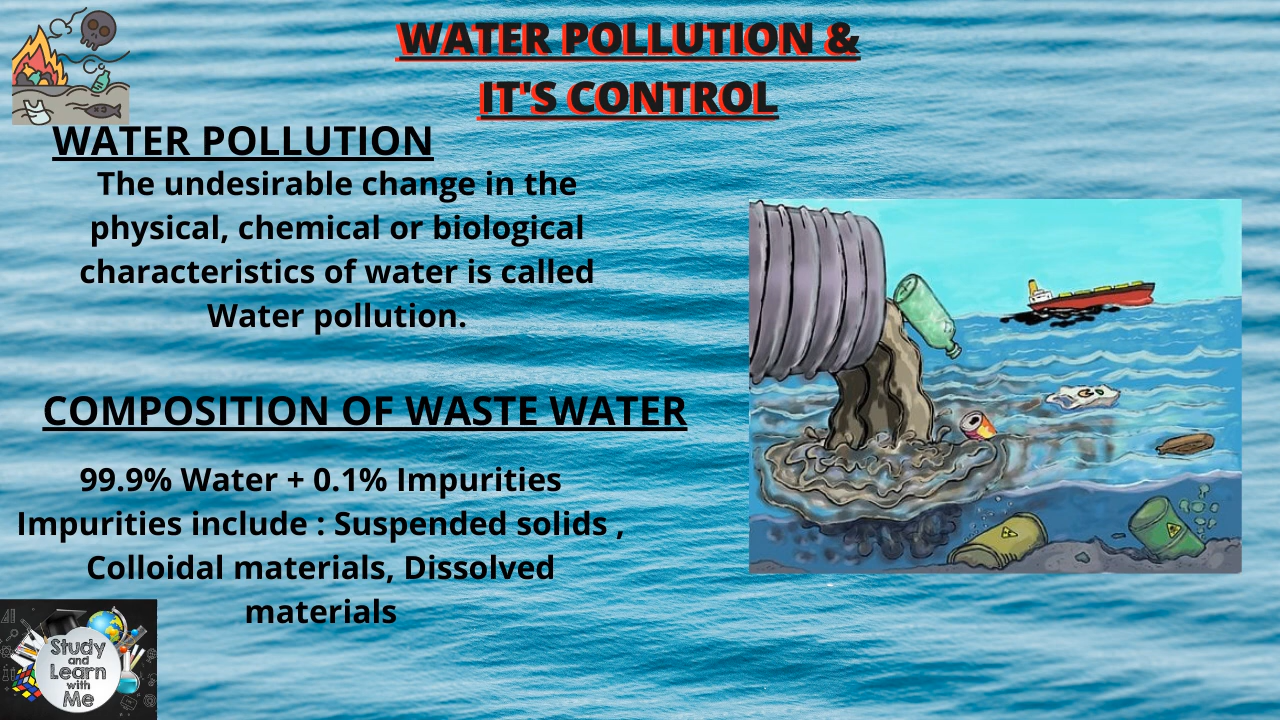 WATER POLLUTION &
IT'S CONTROL
WATER POLLUTION
The undesirable change in the
physical, chemical or biological
characteristics of water is called
Water pollution.
COMPOSITION OF WASTE WATER
99.9% Water + 0.1% Impurities
Impurities include : Suspended solids ,
Colloidal materials, Dissolved
materials
Study
and
Learn
with
Me